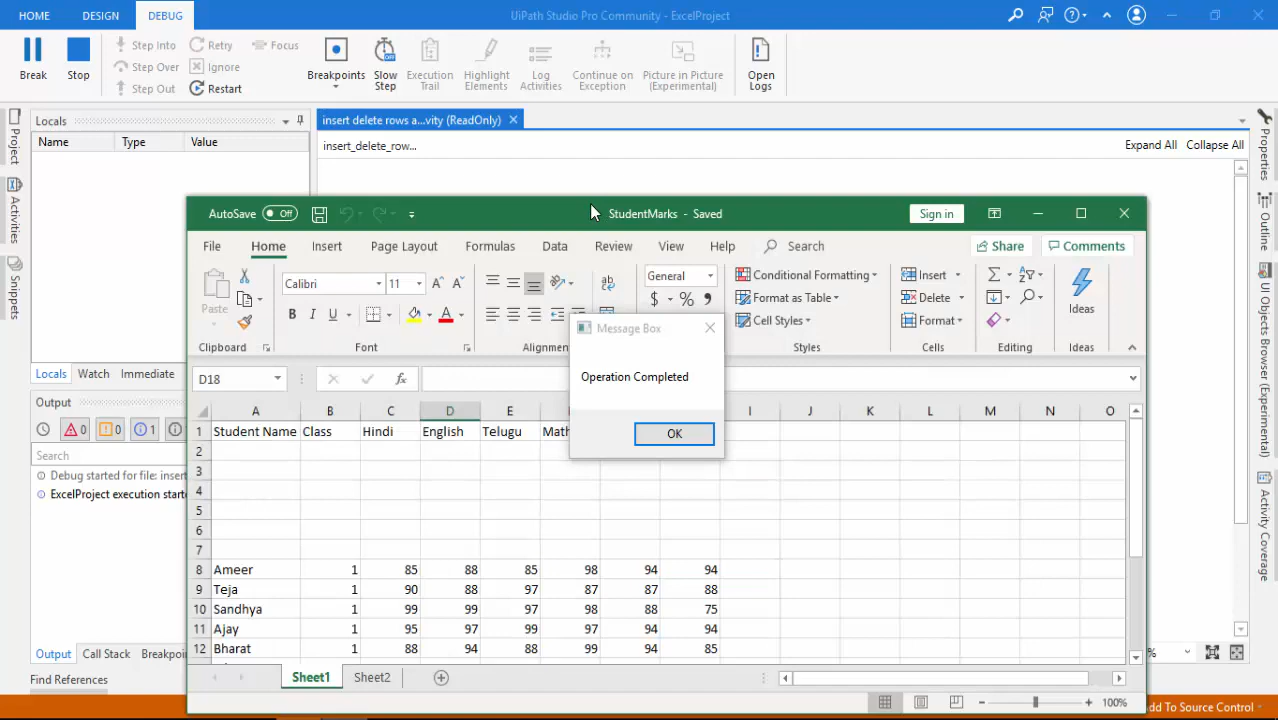 HOME DESIGN DEBUG UiPath Studio Pro Community - ExcelProject
Break Stop Step Into Step Over Step Out Retry Ignore Restart Focus Breakpoints Slow Step Execution Trail Highlight Elements Log Activities Continue on Exception Picture in Picture (Experimental) Open Logs
Locals insert delete rows a...vity (ReadOnly)
Name Type Value insert_delete_row... Expand All Collapse All
Project Activities Snippets
Properties Outline UI Objects Browser (Experimental) Activity Coverage
AutoSave Off StudentMarks - Saved Sign in
File Home Insert Page Layout Formulas Data Review View Help Search Share Comments
Paste Calibri 11 General Conditional Formatting Insert
B I U $ % Format as Table Delete Ideas
Cell Styles Format
Clipboard Font Alignmen Styles Cells Editing Ideas
Message Box
Operation Completed
OK
D18 fx
A B C D E I J K L M N O
1 Student Name Class Hindi English Telugu Math
2
3
4
5
6
7
8 Ameer 1 85 88 85 98 94 94
9 Teja 1 90 88 97 87 87 88
10 Sandhya 1 99 99 97 98 88 75
11 Ajay 1 95 97 99 97 94 94
12 Bharat 1 88 94 88 99 94 85
Sheet1 Sheet2
100%
Locals Watch Immediate
Output
0 0 1
Search
Debug started for file: insert
ExcelProject execution starte
Output Call Stack Breakpoi
Find References
%
dd To Source Control